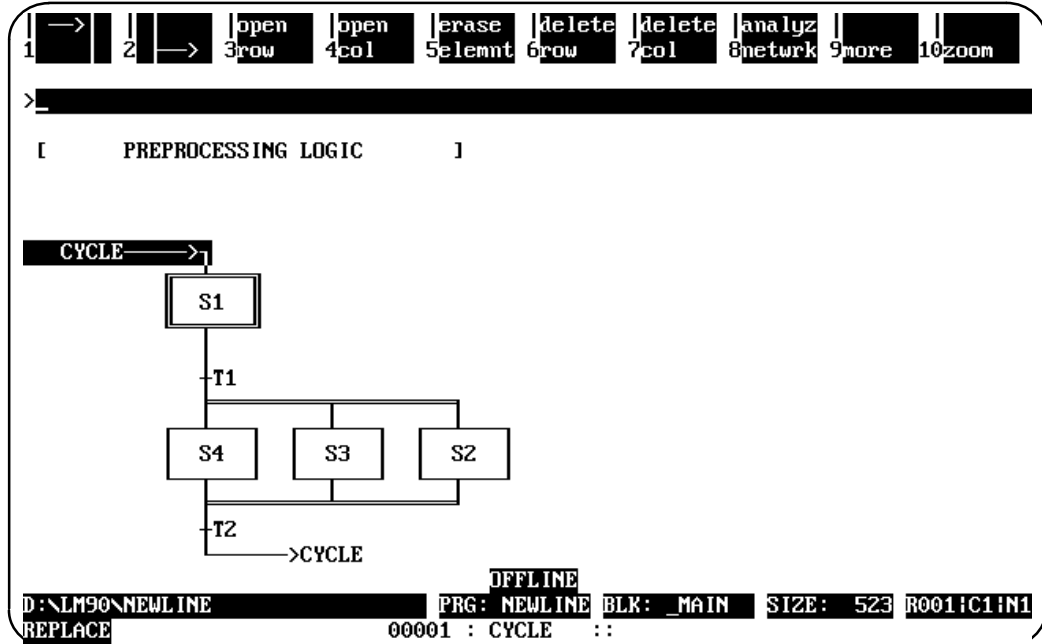 |—>| | |open |open |erase |delete |delete |analyz | |
1 2 —> 3row 4col 5elemnt 6row 7col 8netwrk 9more 10zoom
>_
[ PREPROCESSING LOGIC ]
CYCLE——>┐
S1
T1
S4 S3 S2
T2
>CYCLE
OFFLINE
D:\LM90\NEWLINE PRG: NEWLINE BLK: _MAIN SIZE: 523 R001|C1|N1
REPLACE 00001 : CYCLE ::